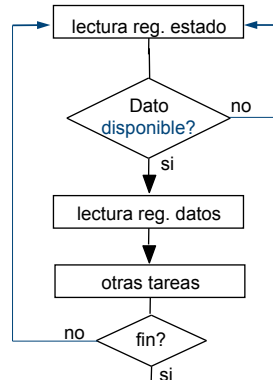 lectura reg. estado
Dato
disponible?
no
si
lectura reg. datos
otras tareas
no
fin?
si